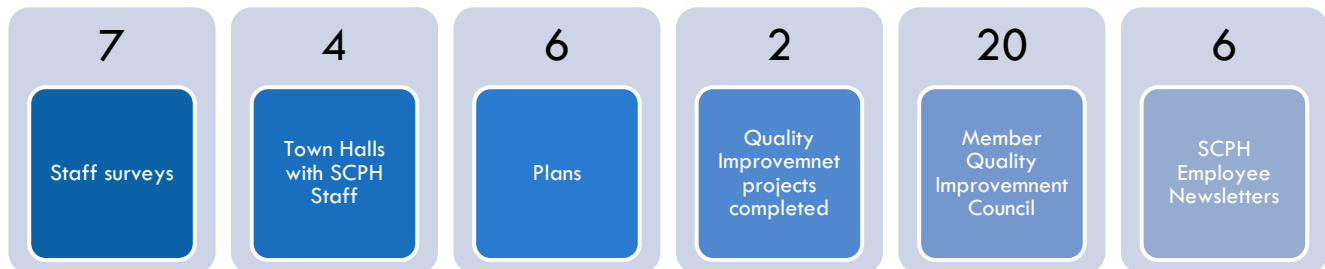 7
Staff surveys
4
Town Halls
with SCPH
Staff
6
Plans
2
Quality
Improvemnet
projects
completed
20
Member
Quality
Improvemnent
Council
6
SCPH
Employee
Newsletters